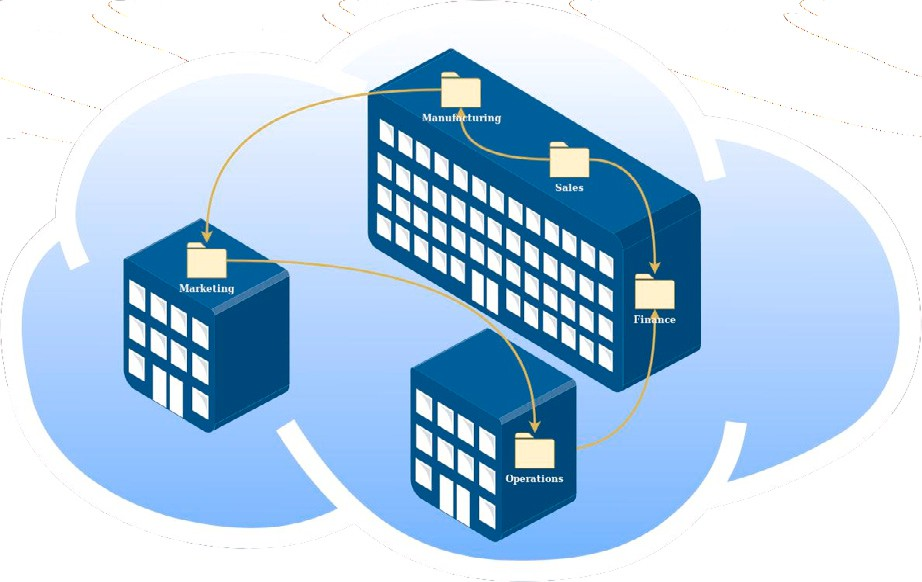 Manufacturing
Sales
Marketing
Finance
Operations